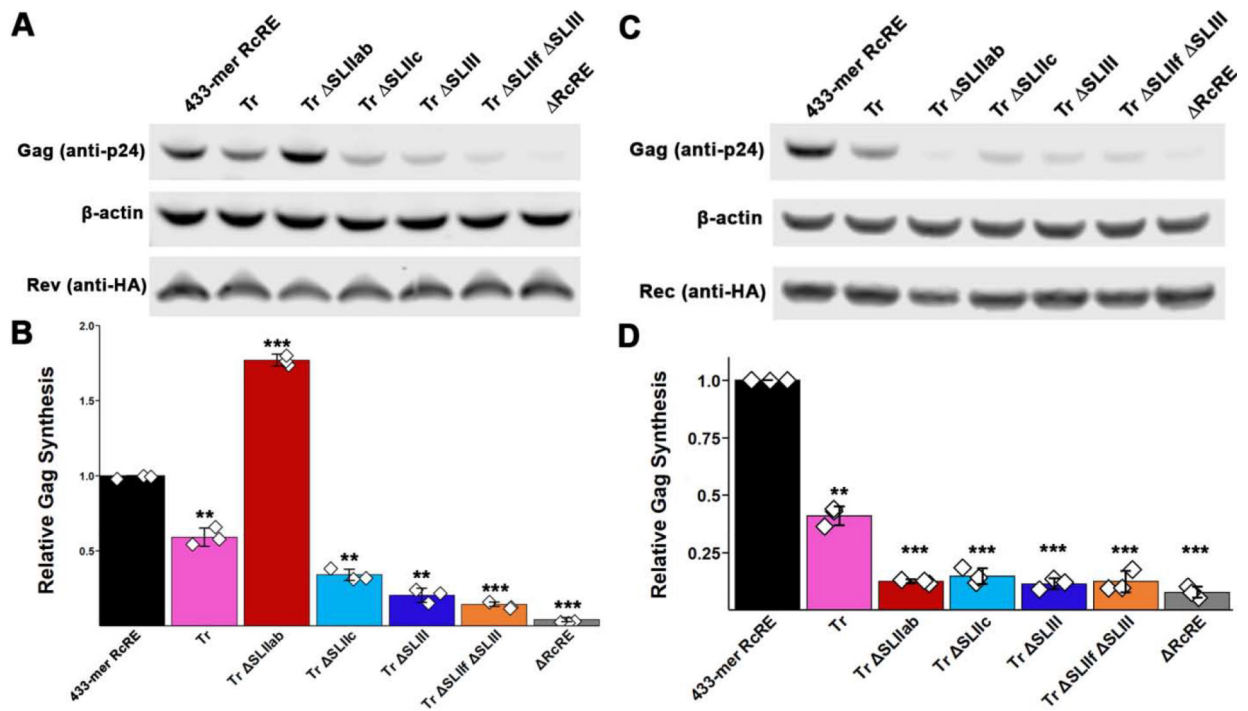 A
433-mer RcRE
Tr
Tr ΔSLIIab
Tr ΔSLIIc
Tr ΔSLIII
Tr ΔSLIIf ΔSLIII
ΔRcRE
Gag (anti-p24)
β-actin
Rev (anti-HA)
B
Relative Gag Synthesis
2.0
1.5
1.0
0.5
**
***
**
**
***
***
433-mer RcRE
Tr
Tr ΔSLIIab
Tr ΔSLIIc
Tr ΔSLIII
Tr ΔSLIIf ΔSLIII
ΔRcRE
C
433-mer RcRE
Tr
Tr ΔSLIIab
Tr ΔSLIIc
Tr ΔSLIII
Tr ΔSLIIf ΔSLIII
ΔRcRE
Gag (anti-p24)
β-actin
Rec (anti-HA)
D
Relative Gag Synthesis
1.0
0.75
0.5
0.25
**
***
***
***
***
***
433-mer RcRE
Tr
Tr ΔSLIIab
Tr ΔSLIIc
Tr ΔSLIII
Tr ΔSLIIf ΔSLIII
ΔRcRE